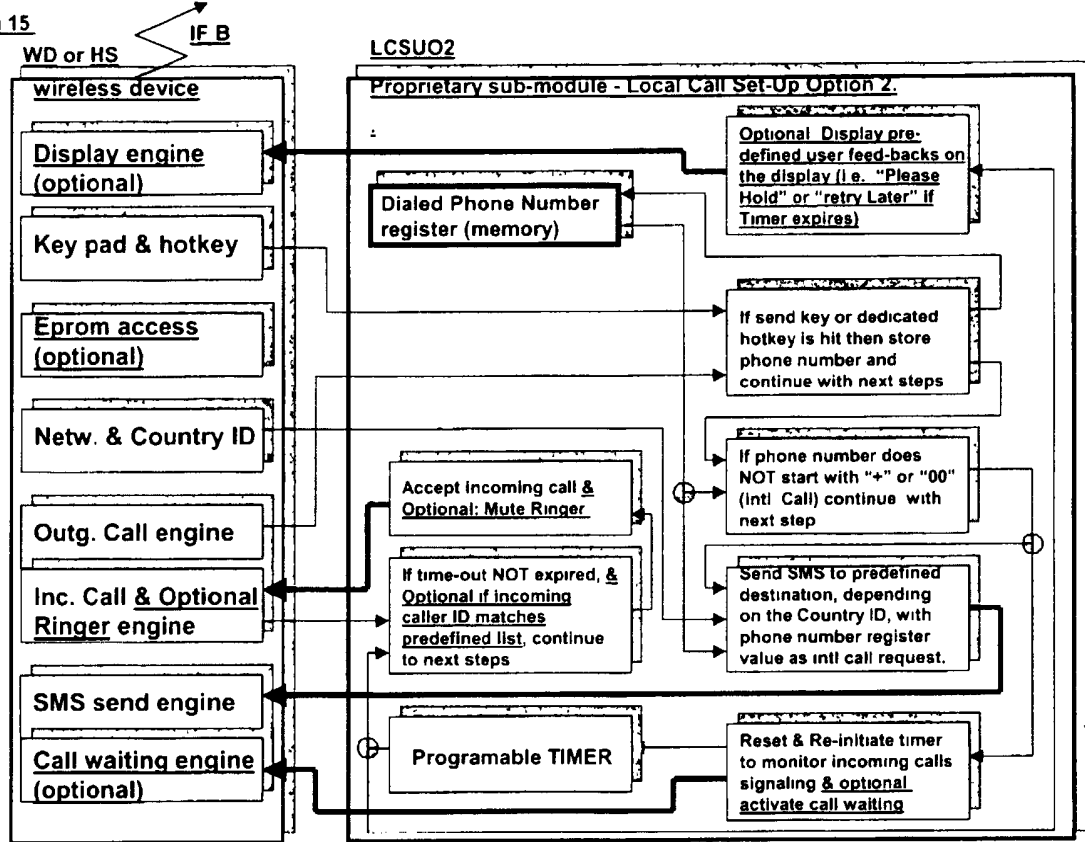 15
IF B
WD or HS
wireless device
Display engine
(optional)
Key pad & hotkey
Eprom access
(optional)
Netw. & Country ID
Outg. Call engine
Inc. Call & Optional
Ringer engine
SMS send engine
Call waiting engine
(optional)
LCSUO2
Proprietary sub-module - Local Call Set-Up Option 2.
Dialed Phone Number
register (memory)
Optional Display pre-
defined user feed-backs on
the display (i.e. "Please
Hold" or "retry Later" if
Timer expires)
If send key or dedicated
hotkey is hit then store
phone number and
continue with next steps
If phone number does
NOT start with "+" or "00"
(Intl Call) continue with
next step
Accept incoming call &
Optional: Mute Ringer
If time-out NOT expired, &
Optional if incoming
caller ID matches
predefined list, continue
to next steps
Send SMS to predefined
destination, depending
on the Country ID, with
phone number register
value as intl call request.
Programable TIMER
Reset & Re-initiate timer
to monitor incoming calls
signaling & optional
activate call waiting